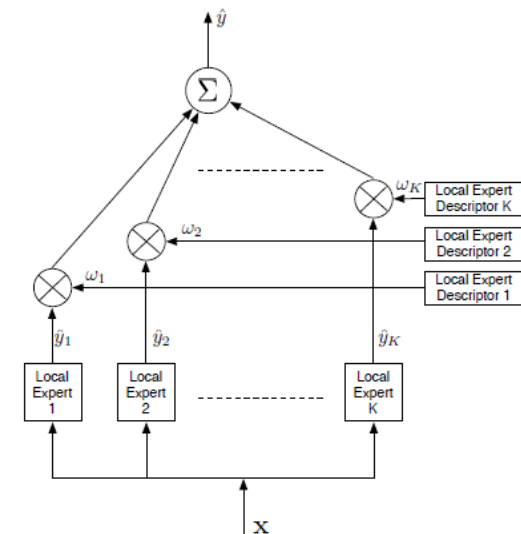 ŷ
Σ
ω_K
Local Expert
Descriptor K
ω_2
Local Expert
Descriptor 2
ω_1
Local Expert
Descriptor 1
ŷ_1
ŷ_2
ŷ_K
Local
Expert
1
Local
Expert
2
Local
Expert
K
x